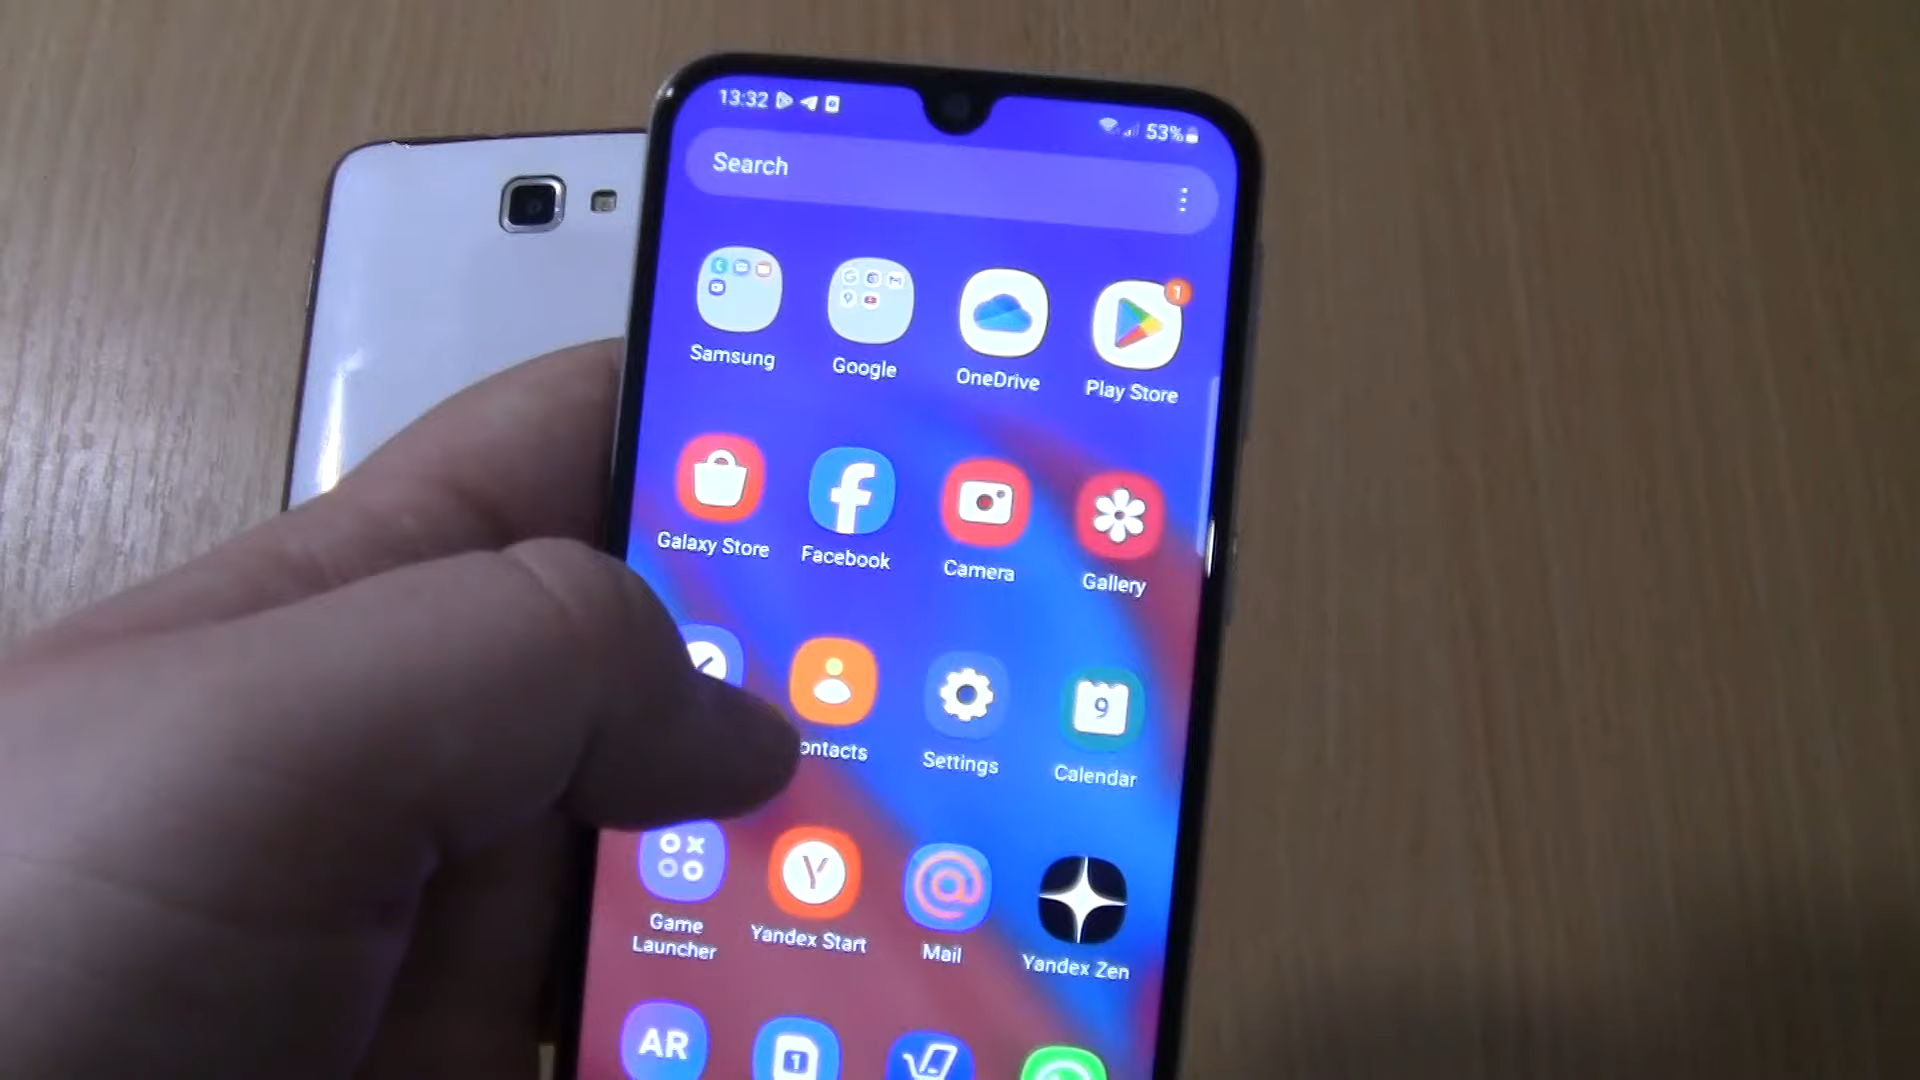 13:32
53%
Search
1
Samsung
Google
OneDrive
Play Store
Galaxy Store
Facebook
Camera
Gallery
ontacts
Settings
9
Calendar
Y
@
Game
Launcher
Yandex Start
Mail
Yandex Zen
AR
1